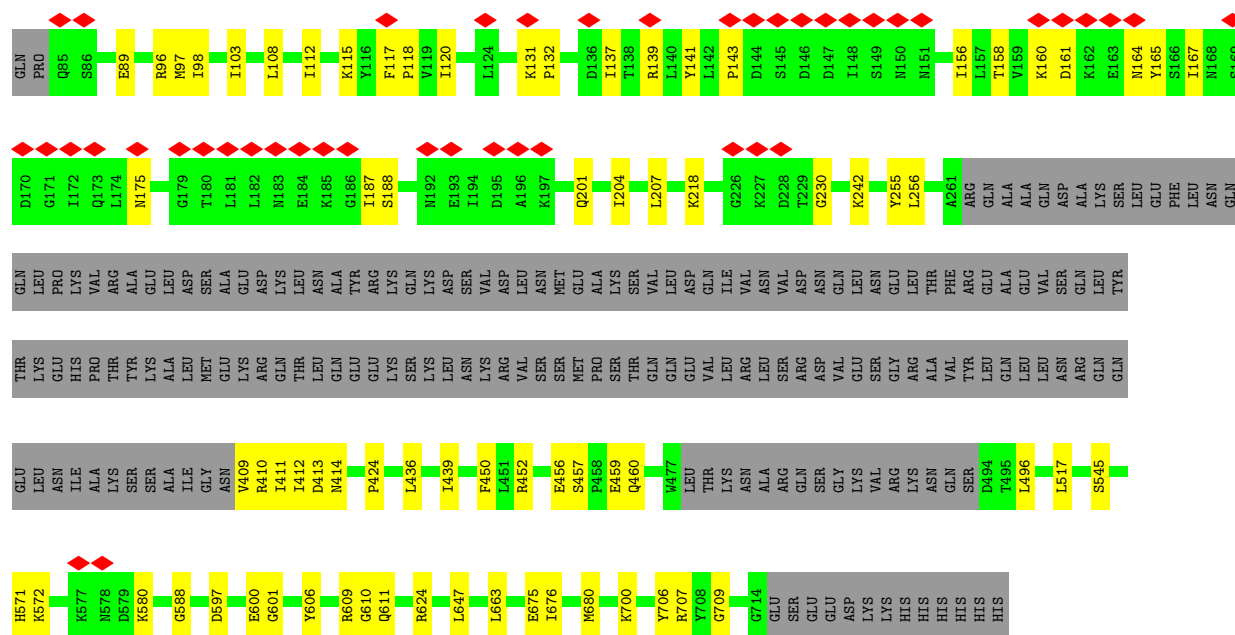 GLN PRO Q85 S86 E89 R96 M97 I98 I103 L108 I112 K115 Y116 F117 P118 V119 I120 L124 K131 P132 D136 I137 T138 R139 L140 Y141 L142 P143 D144 S145 D146 D147 I148 S149 N150 N151 I156 L157 T158 V159 K160 D161 K162 E163 N164 Y165 S166 I167 N168 S169
D170 G171 I172 Q173 L174 N175 G179 T180 L181 L182 N183 E184 K185 G186 I187 S188 N192 E193 I194 D195 A196 K197 Q201 I204 L207 K218 G226 K227 D228 T229 G230 K242 Y255 L256 A261 ARG GLN ALA ALA GLN ASP ALA LYS SER LEU GLU PHE LEU ASN GLN
GLN LEU PRO LYS VAL ARG ALA GLU LEU ASP SER ALA GLU ASP LYS LEU ASN ALA TYR ARG LYS GLN LYS ASP SER VAL ASP LEU ASN MET GLU ALA LYS SER VAL LEU ASP GLN ILE VAL ASN VAL ASP ASN GLN LEU ASN GLU LEU THR PHE ARG GLU ALA GLU VAL SER GLN LEU TYR
THR LYS GLU HIS PRO THR TYR LYS ALA LEU MET GLU LYS ARG GLN THR LEU GLN GLU GLU LYS SER LYS LEU ASN LYS ARG VAL SER SER MET PRO SER THR GLN GLN GLU VAL LEU ARG LEU SER ARG ASP VAL GLU SER GLY ARG ALA VAL TYR LEU GLN LEU LEU ASN ARG GLN GLN
GLU LEU ASN ILE ALA LYS SER SER ALA ILE GLY ASN V409 R410 I411 I412 D413 N414 P424 L436 I439 F450 L451 R452 E456 S457 P458 E459 Q460 W477 LEU THR LYS ASN ALA ARG GLN SER GLY LYS VAL ARG LYS ASN GLN SER D494 T495 L496 L517 S545
H571 K572 K577 N578 D579 K580 G588 D597 E600 G601 Y606 R609 G610 Q611 R624 L647 L663 E675 I676 M680 K700 Y706 R707 Y708 G709 G714 GLU SER GLU GLU ASP LYS LYS HIS HIS HIS HIS HIS HIS